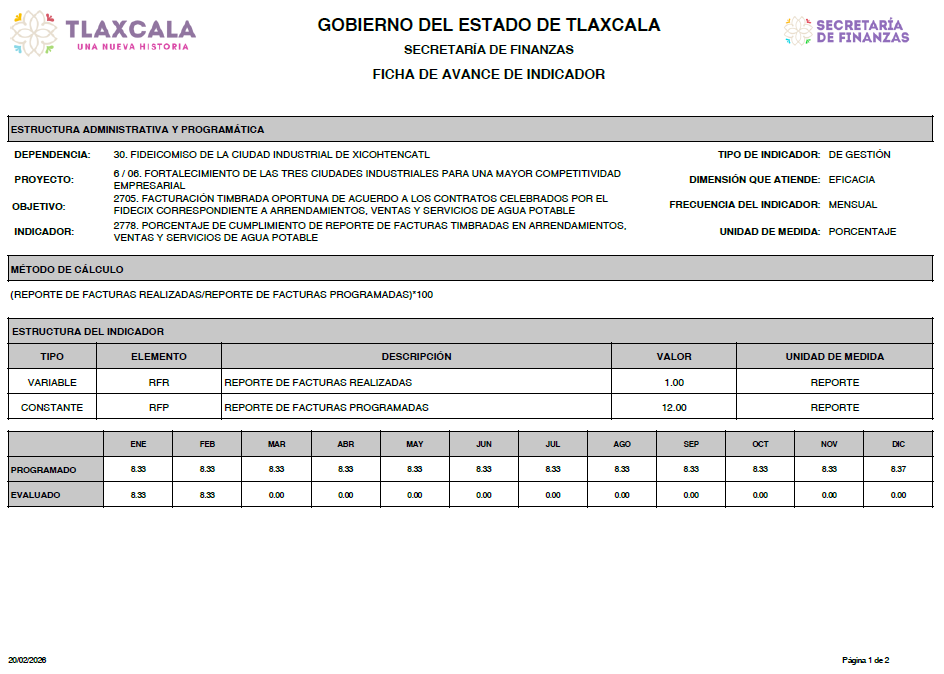 TLAXCALA
UNA NUEVA HISTORIA
GOBIERNO DEL ESTADO DE TLAXCALA
SECRETARÍA DE FINANZAS
FICHA DE AVANCE DE INDICADOR
SECRETARÍA
DE FINANZAS
ESTRUCTURA ADMINISTRATIVA Y PROGRAMÁTICA
DEPENDENCIA: 30. FIDEICOMISO DE LA CIUDAD INDUSTRIAL DE XICOHTENCATL
TIPO DE INDICADOR: DE GESTIÓN
PROYECTO: 6 / 06. FORTALECIMIENTO DE LAS TRES CIUDADES INDUSTRIALES PARA UNA MAYOR COMPETITIVIDAD
EMPRESARIAL
DIMENSIÓN QUE ATIENDE: EFICACIA
OBJETIVO: 2705. FACTURACIÓN TIMBRADA OPORTUNA DE ACUERDO A LOS CONTRATOS CELEBRADOS POR EL
FIDECIX CORRESPONDIENTE A ARRENDAMIENTOS, VENTAS Y SERVICIOS DE AGUA POTABLE
FRECUENCIA DEL INDICADOR: MENSUAL
INDICADOR: 2778. PORCENTAJE DE CUMPLIMIENTO DE REPORTE DE FACTURAS TIMBRADAS EN ARRENDAMIENTOS,
VENTAS Y SERVICIOS DE AGUA POTABLE
UNIDAD DE MEDIDA: PORCENTAJE
MÉTODO DE CÁLCULO
(REPORTE DE FACTURAS REALIZADAS/REPORTE DE FACTURAS PROGRAMADAS)*100
ESTRUCTURA DEL INDICADOR
TIPO ELEMENTO DESCRIPCIÓN VALOR UNIDAD DE MEDIDA
VARIABLE RFR REPORTE DE FACTURAS REALIZADAS 1.00 REPORTE
CONSTANTE RFP REPORTE DE FACTURAS PROGRAMADAS 12.00 REPORTE
ENE FEB MAR ABR MAY JUN JUL AGO SEP OCT NOV DIC
PROGRAMADO 8.33 8.33 8.33 8.33 8.33 8.33 8.33 8.33 8.33 8.33 8.33 8.37
EVALUADO 8.33 8.33 0.00 0.00 0.00 0.00 0.00 0.00 0.00 0.00 0.00 0.00
20/02/2026
Página 1 de 2